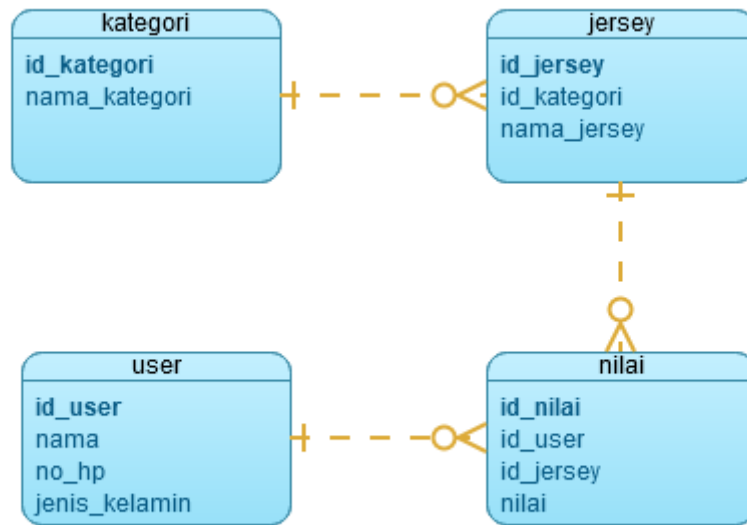 kategori
id_kategori
nama_kategori
jersey
id_jersey
id_kategori
nama_jersey
user
id_user
nama
no_hp
jenis_kelamin
nilai
id_nilai
id_user
id_jersey
nilai